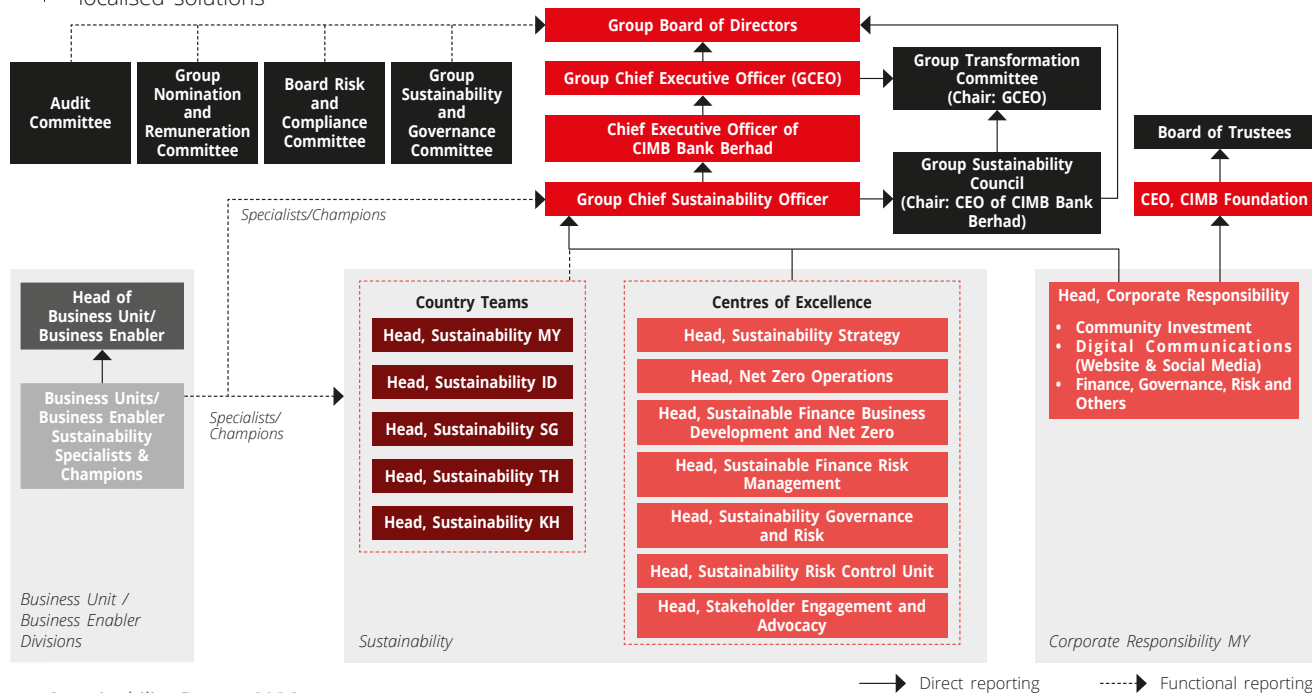 localised solutions
Group Board of Directors
Group Chief Executive Officer (GCEO)
Chief Executive Officer of
CIMB Bank Berhad
Group Chief Sustainability Officer
Audit
Committee
Group
Nomination
and
Remuneration
Committee
Board Risk
and
Compliance
Committee
Group
Sustainability
and
Governance
Committee
Group Transformation
Committee
(Chair: GCEO)
Group Sustainability
Council
(Chair: CEO of CIMB Bank
Berhad)
Board of Trustees
CEO, CIMB Foundation
Specialists/Champions
Head of
Business Unit/
Business Enabler
Business Units/
Business Enabler
Sustainability
Specialists &
Champions
Specialists/
Champions
Business Unit /
Business Enabler
Divisions
Country Teams
Head, Sustainability MY
Head, Sustainability ID
Head, Sustainability SG
Head, Sustainability TH
Head, Sustainability KH
Centres of Excellence
Head, Sustainability Strategy
Head, Net Zero Operations
Head, Sustainable Finance Business
Development and Net Zero
Head, Sustainable Finance Risk
Management
Head, Sustainability Governance
and Risk
Head, Sustainability Risk Control Unit
Head, Stakeholder Engagement and
Advocacy
Sustainability
Head, Corporate Responsibility
• Community Investment
• Digital Communications
(Website & Social Media)
• Finance, Governance, Risk and
Others
Corporate Responsibility MY
Direct reporting
Functional reporting